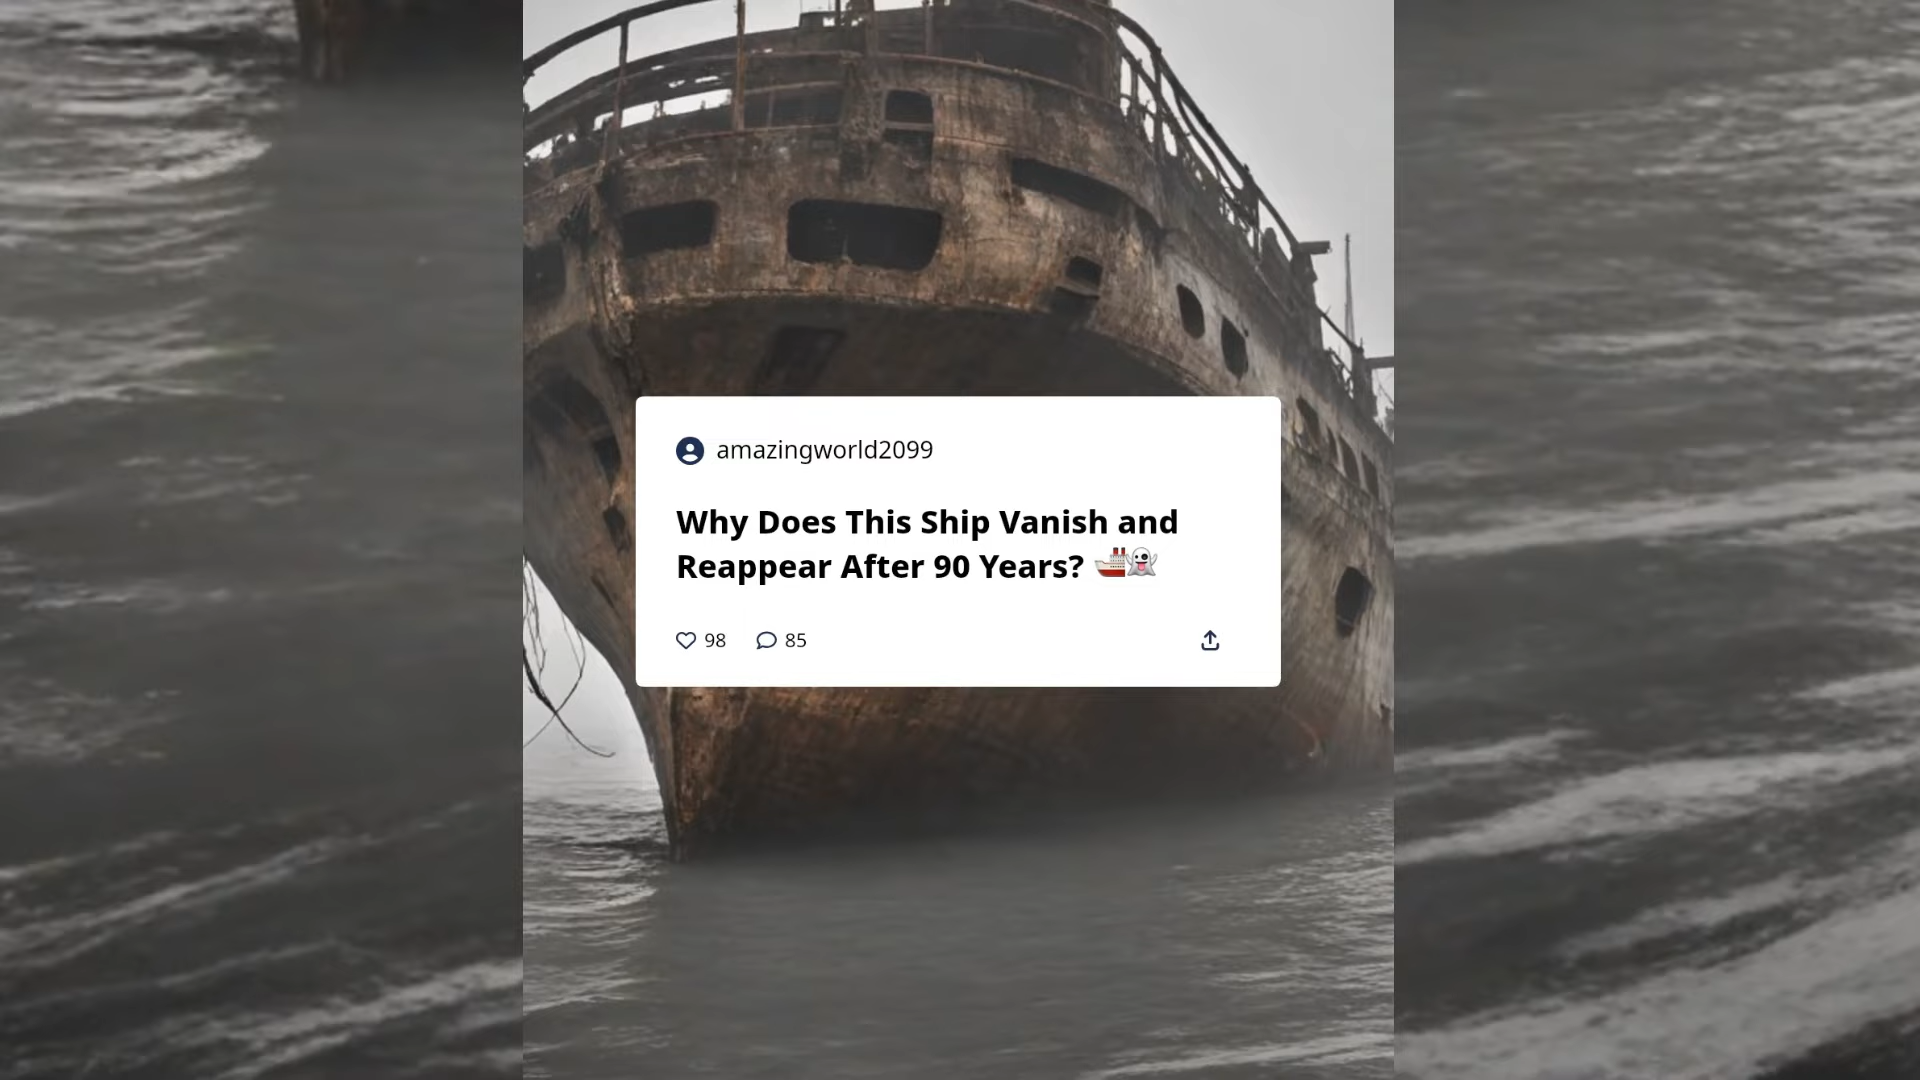 amazingworld2099
Why Does This Ship Vanish and
Reappear After 90 Years? 🚢👻
98 85